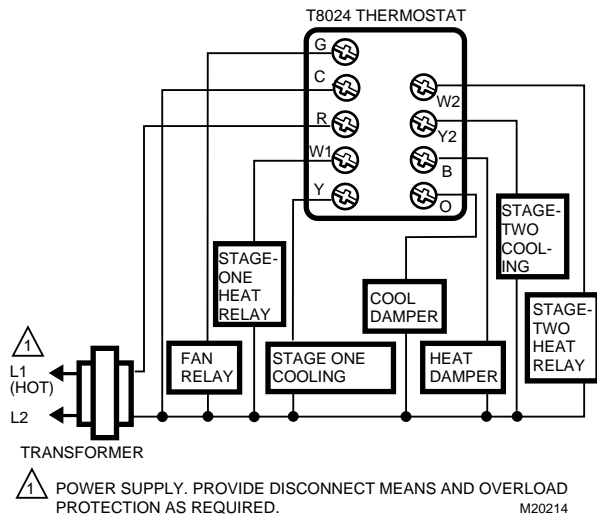 T8024 THERMOSTAT
G
C
R
W1
Y
W2
Y2
B
O
STAGE-
ONE
HEAT
RELAY
STAGE-
TWO
COOL-
ING
COOL
DAMPER
STAGE-
TWO
HEAT
RELAY
FAN
RELAY
STAGE ONE
COOLING
HEAT
DAMPER
1
L1
(HOT)
L2
TRANSFORMER
1 POWER SUPPLY. PROVIDE DISCONNECT MEANS AND OVERLOAD
PROTECTION AS REQUIRED. M20214